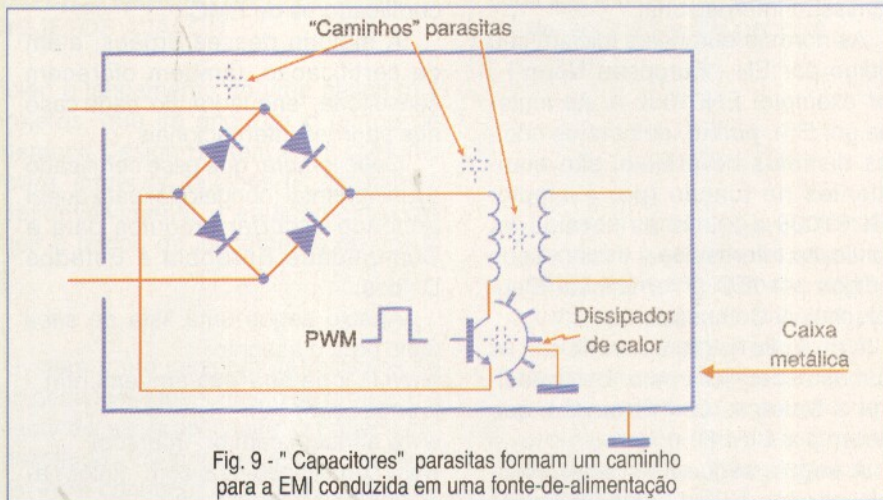 "Caminhos" parasitas
PWM
Dissipador
de calor
Caixa
metálica
Fig. 9 - " Capacitores" parasitas formam um caminho
para a EMI conduzida em uma fonte-de-alimentação